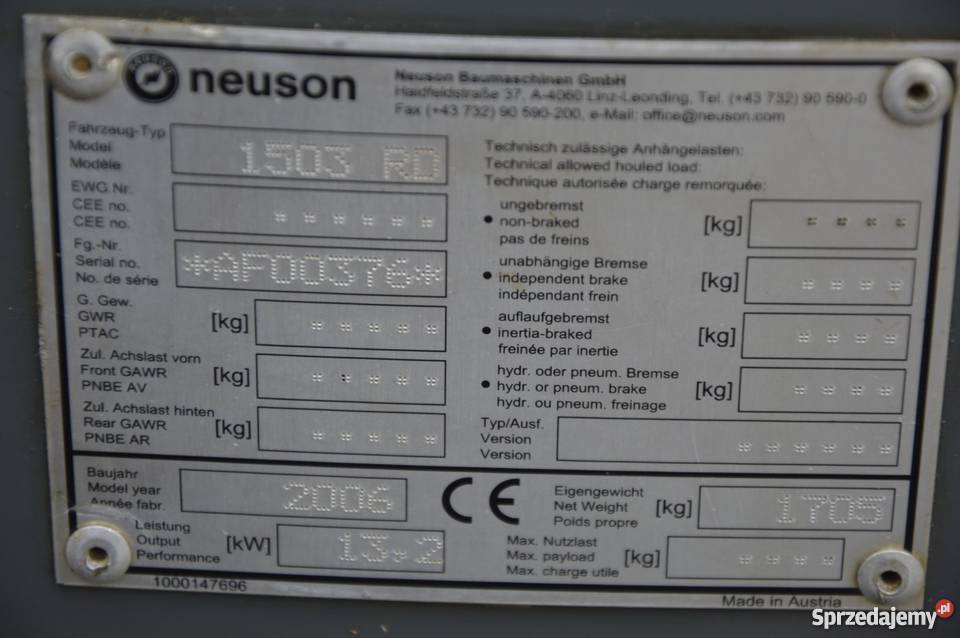 neuson
Neuson Baumaschinen GmbH
Haidfeldstraße 37, A-4060 Linz-Leonding, Tel. (+43 732) 90 590-0
Fax (+43 732) 90 590-200, e-Mail: office@neuson.com
Fahrzeug-Typ
Model
Modèle
1503 RD
EWG Nr.
CEE no.
CEE no.
Fg.-Nr.
Serial no.
No. de série
*AF00376*
G. Gew.
GWR [kg]
PTAC
Zul. Achslast vorn
Front GAWR [kg]
PNBE AV
Zul. Achslast hinten
Rear GAWR [kg]
PNBE AR
Technisch zulässige Anhängelasten:
Technical allowed houled load:
Technique autorisée charge remorquée:
ungebremst
• non-braked [kg]
pas de freins
unabhängige Bremse
• independent brake [kg]
indépendant frein
auflaufgebremst
• inertia-braked [kg]
freinée par inertie
hydr. oder pneum. Bremse
• hydr. or pneum. brake [kg]
hydr. ou pneum. freinage
Typ/Ausf.
Version
Version
Baujahr
Model year
Année fabr.
2006
CE
Eigengewicht
Net Weight [kg] 1705
Poids propre
Leistung
Output [kW] 13.2
Performance
Max. Nutzlast
Max. payload [kg]
Max. charge utile
1000147696
Made in Austria
Sprzedajemy.pl